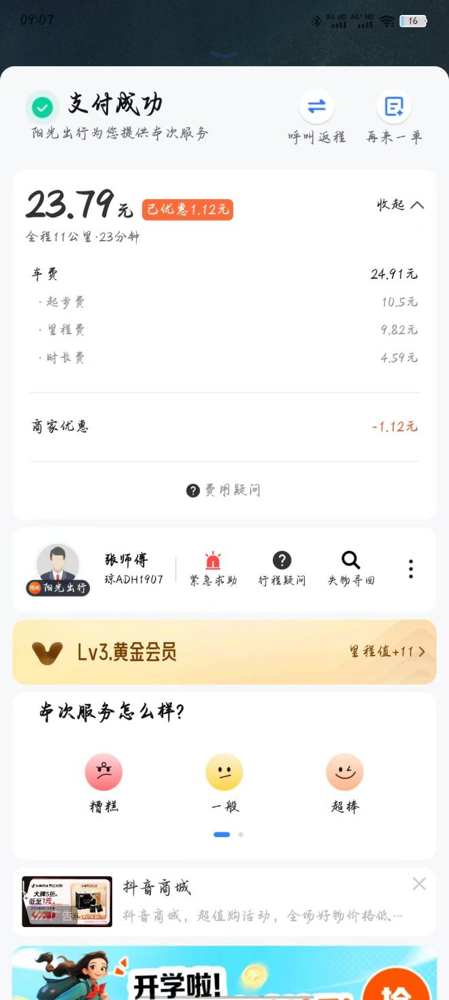 09:07
5G HD 4G+ HD
16
支付成功
阳光出行为您提供本次服务
呼叫返程 再来一单
23.79元 已优惠1.12元 收起
全程11公里·23分钟
车费 24.91元
· 起步费 10.5元
· 里程费 9.82元
· 时长费 4.59元
商家优惠 -1.12元
? 费用疑问
张师傅
阳光 阳光出行 琼ADH1907 紧急求助 行程疑问 失物寻回
Lv3.黄金会员 里程值+11 >
本次服务怎么样?
糟糕 一般 超棒
大牌5折
低至1元
广告
抖音商城
抖音商城，超值购活动，全场好物价格低…
开学啦!
抢